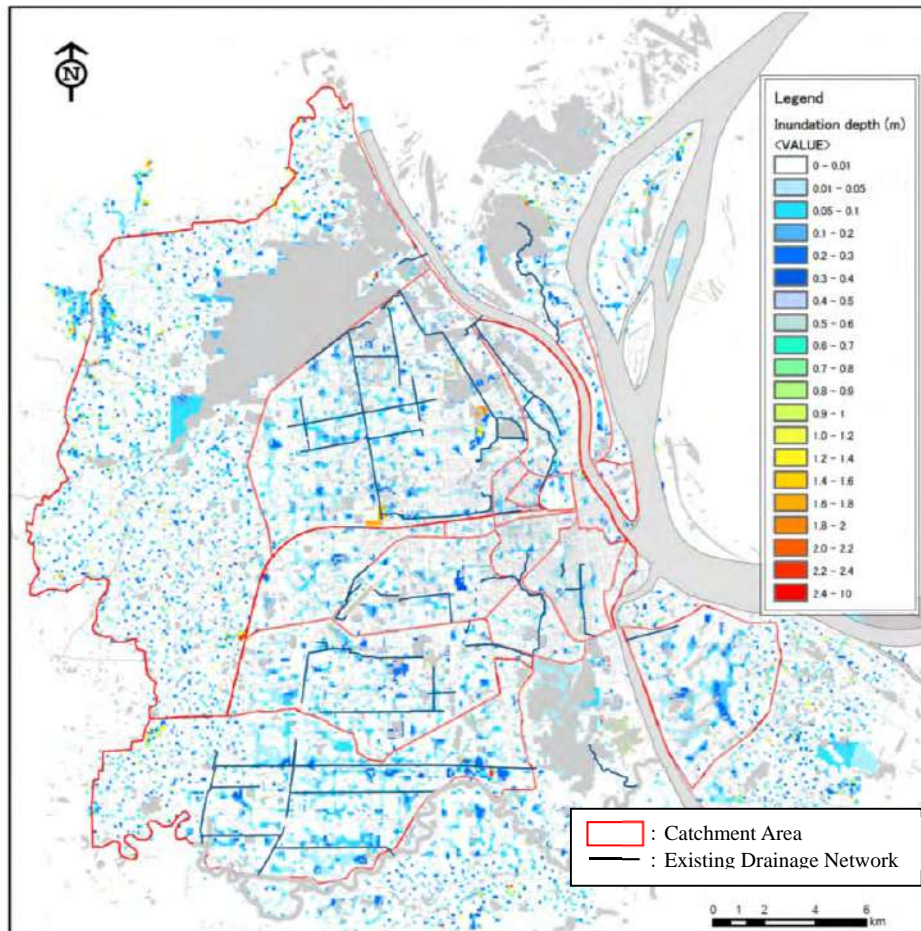 N
Legend
Inundation depth (m)
<VALUE>
0 - 0.01
0.01 - 0.05
0.05 - 0.1
0.1 - 0.2
0.2 - 0.3
0.3 - 0.4
0.4 - 0.5
0.5 - 0.6
0.6 - 0.7
0.7 - 0.8
0.8 - 0.9
0.9 - 1
1.0 - 1.2
1.2 - 1.4
1.4 - 1.6
1.6 - 1.8
1.8 - 2
2.0 - 2.2
2.2 - 2.4
2.4 - 10
: Catchment Area
: Existing Drainage Network
0 1 2 4 6
km